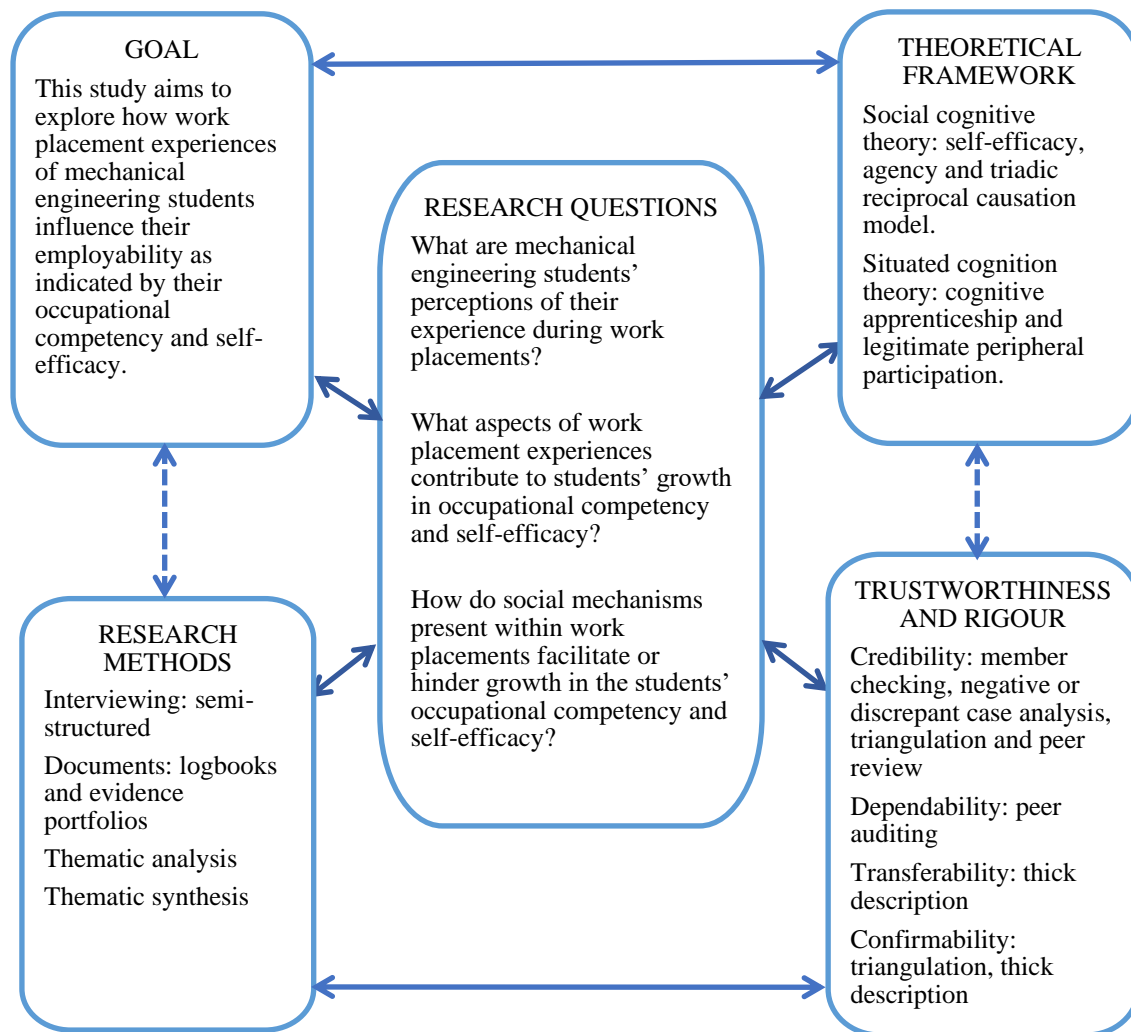 GOAL
This study aims to
explore how work
placement experiences
of mechanical
engineering students
influence their
employability as
indicated by their
occupational
competency and self-
efficacy.
THEORETICAL
FRAMEWORK
Social cognitive
theory: self-efficacy,
agency and triadic
reciprocal causation
model.
Situated cognition
theory: cognitive
apprenticeship and
legitimate peripheral
participation.
RESEARCH QUESTIONS
What are mechanical
engineering students’
perceptions of their
experience during work
placements?
What aspects of work
placement experiences
contribute to students’ growth
in occupational competency
and self-efficacy?
How do social mechanisms
present within work
placements facilitate or
hinder growth in the students’
occupational competency and
self-efficacy?
RESEARCH
METHODS
Interviewing: semi-
structured
Documents: logbooks
and evidence
portfolios
Thematic analysis
Thematic synthesis
TRUSTWORTHINESS
AND RIGOUR
Credibility: member
checking, negative or
discrepant case analysis,
triangulation and peer
review
Dependability: peer
auditing
Transferability: thick
description
Confirmability:
triangulation, thick
description